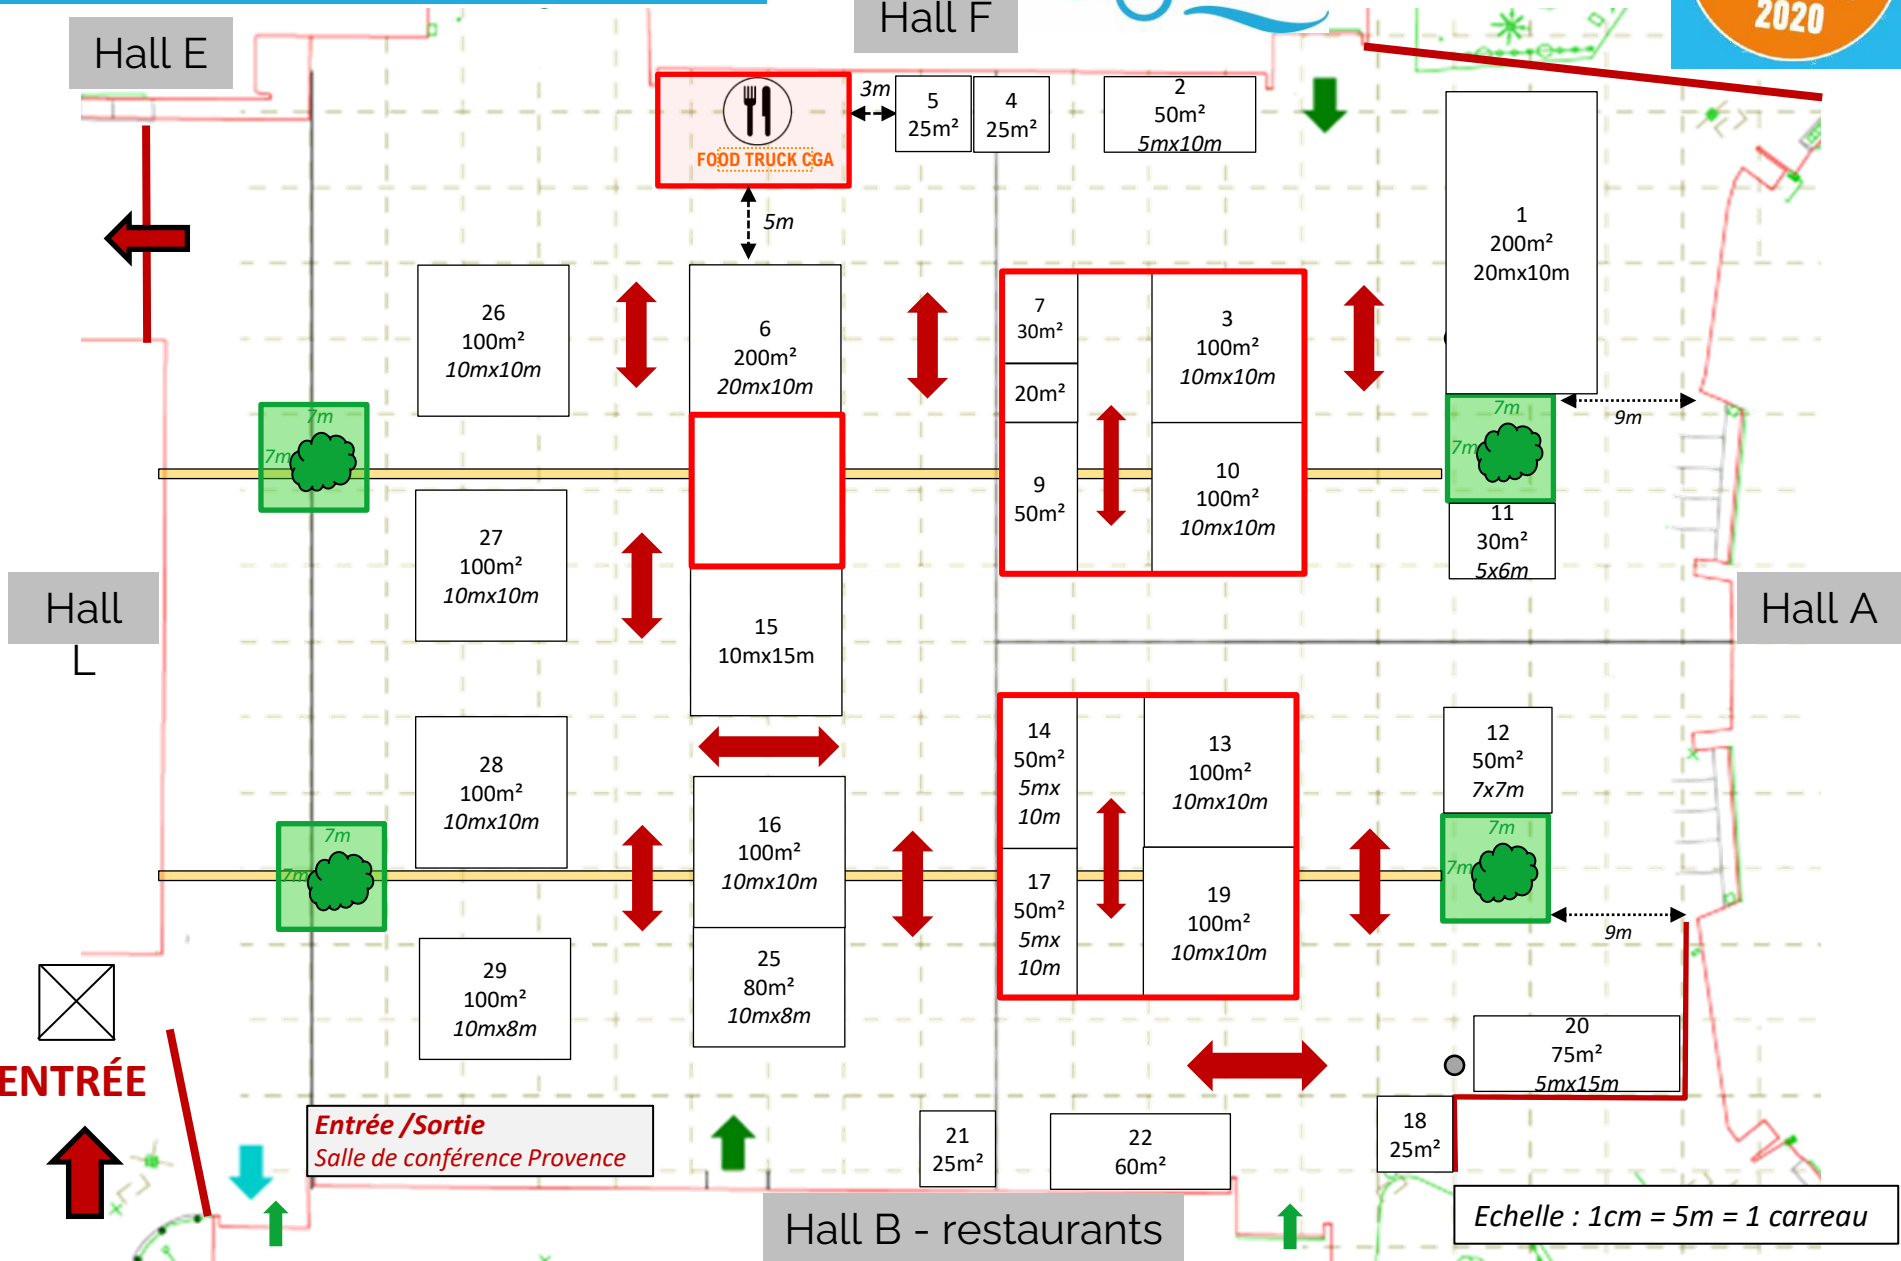 Hall E
Hall F
2020
FOOD TRUCK CGA
3m
5
25m²
4
25m²
2
50m²
5mx10m
5m
1
200m²
20mx10m
26
100m²
10mx10m
6
200m²
20mx10m
7
30m²
20m²
9
50m²
3
100m²
10mx10m
10
100m²
10mx10m
7m
7m
7m
7m
9m
11
30m²
5x6m
27
100m²
10mx10m
15
10mx15m
Hall
L
Hall A
28
100m²
10mx10m
16
100m²
10mx10m
14
50m²
5mx
10m
17
50m²
5mx
10m
13
100m²
10mx10m
19
100m²
10mx10m
12
50m²
7x7m
7m
7m
7m
7m
9m
29
100m²
10mx8m
25
80m²
10mx8m
20
75m²
5mx15m
18
25m²
ENTRÉE
Entrée /Sortie
Salle de conférence Provence
21
25m²
22
60m²
Hall B - restaurants
Echelle : 1cm = 5m = 1 carreau